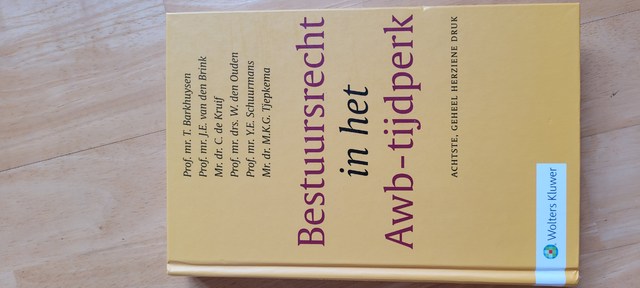 Prof. mr. T. Barkhuysen
Prof. mr. J.E. van den Brink
Mr. dr. C. de Kruif
Prof. mr. drs. W. den Ouden
Prof. mr. Y.E. Schuurmans
Mr. dr. M.K.G. Tjepkema
Bestuursrecht
in het
Awb-tijdperk
ACHTSTE, GEHEEL HERZIENE DRUK
Wolters Kluwer